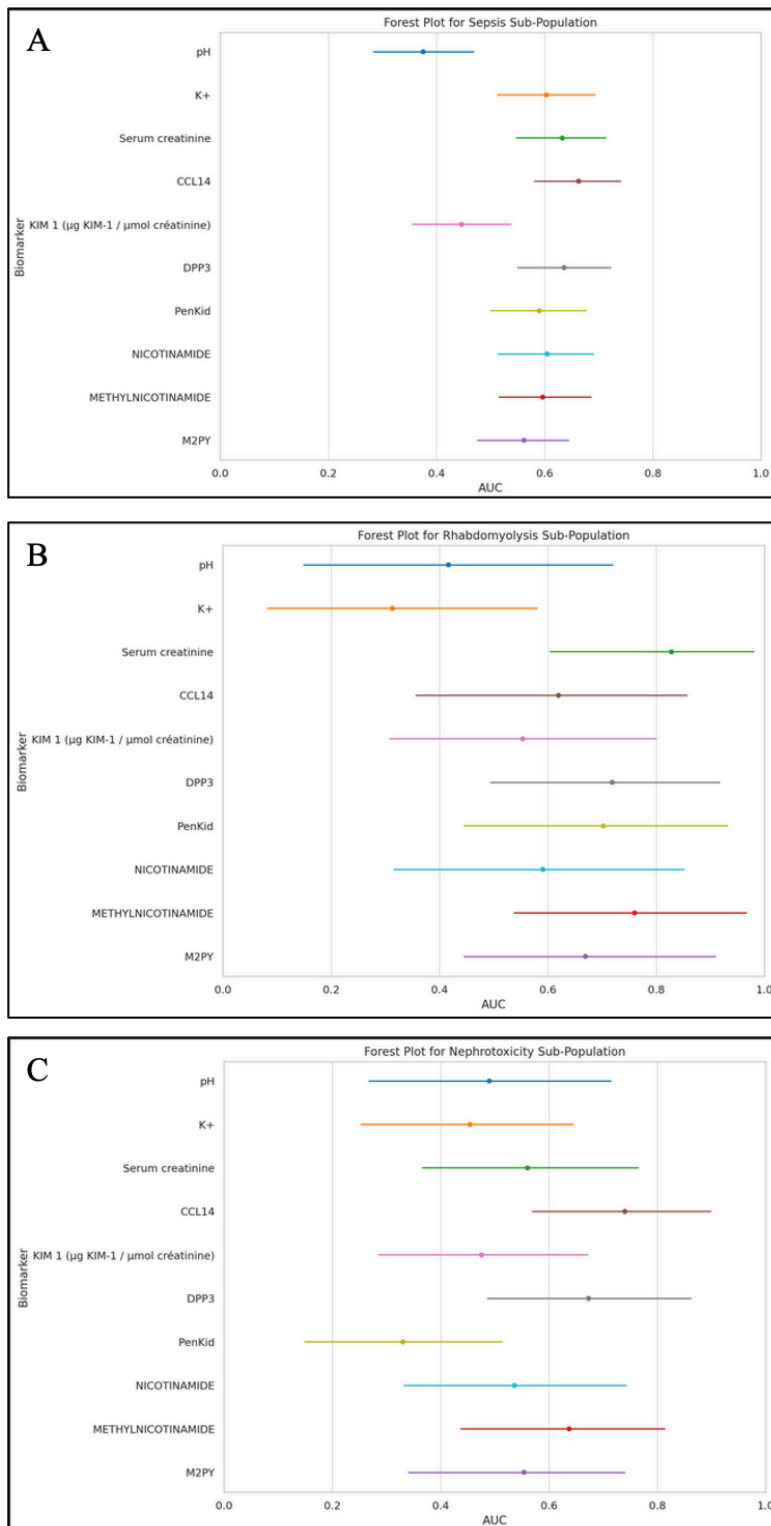 A
Forest Plot for Sepsis Sub-Population
pH
K+
Serum creatinine
CCL14
KIM 1 (μg KIM-1 / μmol créatinine)
DPP3
PenKid
NICOTINAMIDE
METHYLNICOTINAMIDE
M2PY
Biomarker
0.0 0.2 0.4 0.6 0.8 1.0
AUC
B
Forest Plot for Rhabdomyolysis Sub-Population
pH
K+
Serum creatinine
CCL14
KIM 1 (μg KIM-1 / μmol créatinine)
DPP3
PenKid
NICOTINAMIDE
METHYLNICOTINAMIDE
M2PY
Biomarker
0.0 0.2 0.4 0.6 0.8 1.0
AUC
C
Forest Plot for Nephrotoxicity Sub-Population
pH
K+
Serum creatinine
CCL14
KIM 1 (μg KIM-1 / μmol créatinine)
DPP3
PenKid
NICOTINAMIDE
METHYLNICOTINAMIDE
M2PY
Biomarker
0.0 0.2 0.4 0.6 0.8 1.0
AUC